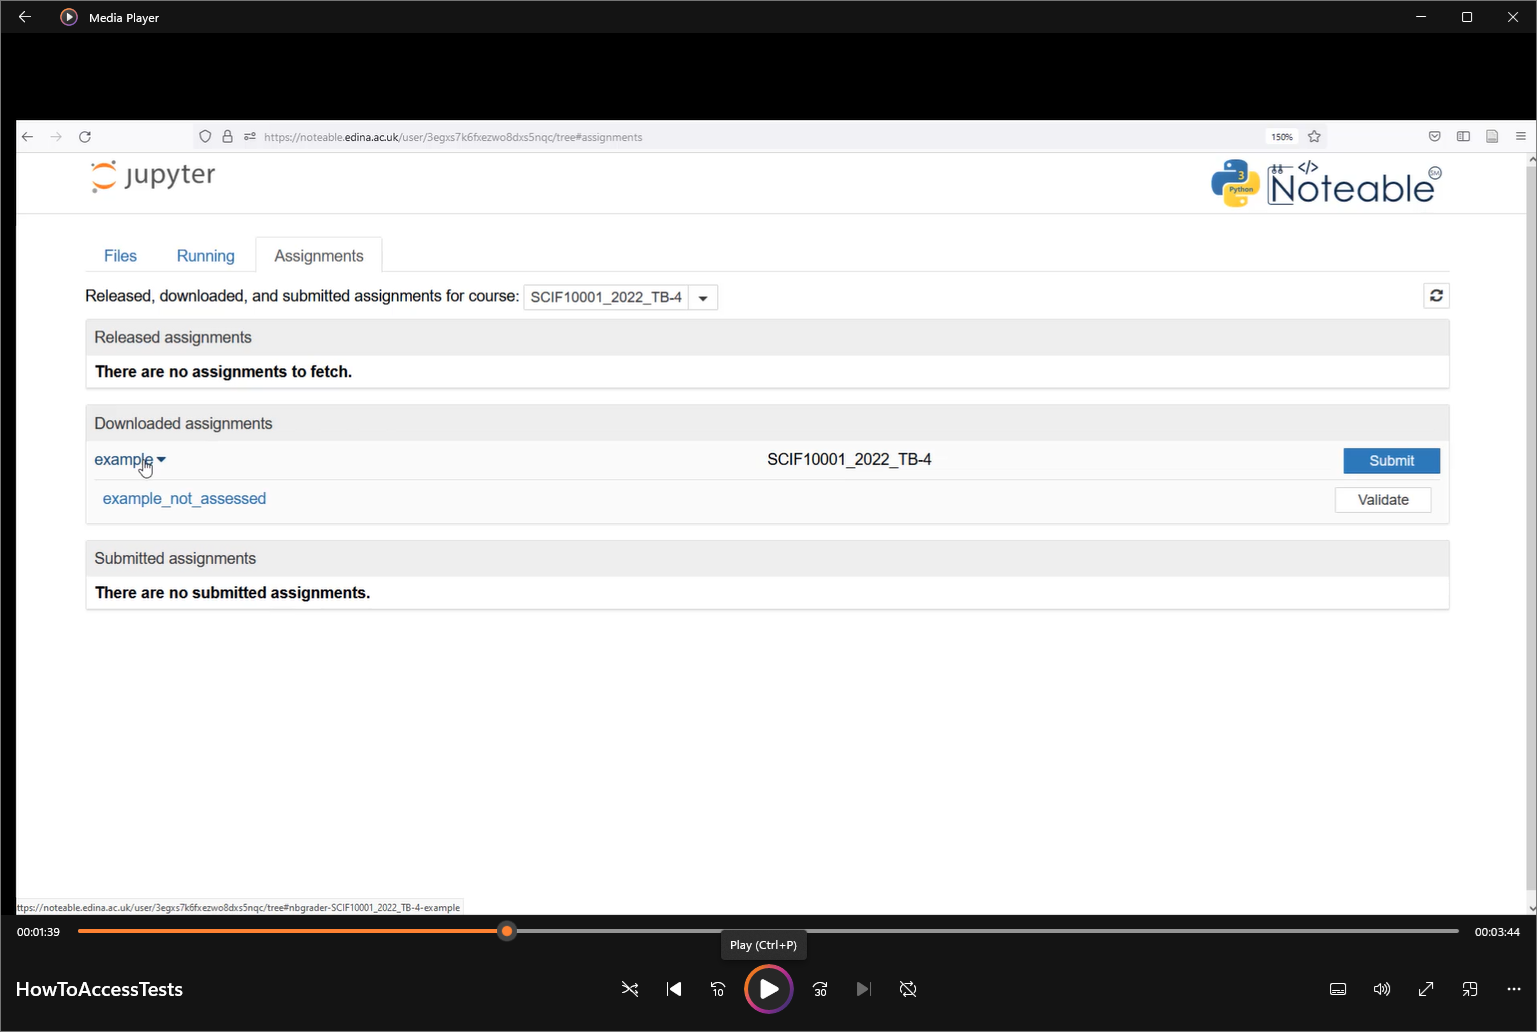 Media Player
https://noteable.edina.ac.uk/user/3egxs7k6fxezwo8dxs5nqc/tree#assignments 150%
jupyter
3 Python </> Noteable SM
Files Running Assignments
Released, downloaded, and submitted assignments for course: SCIF10001_2022_TB-4
Released assignments
There are no assignments to fetch.
Downloaded assignments
example SCIF10001_2022_TB-4 Submit
example_not_assessed Validate
Submitted assignments
There are no submitted assignments.
ttps://noteable.edina.ac.uk/user/3egxs7k6fxezwo8dxs5nqc/tree#nbgrader-SCIF10001_2022_TB-4-example
00:01:39 00:03:44
Play (Ctrl+P)
HowToAccessTests 10 30